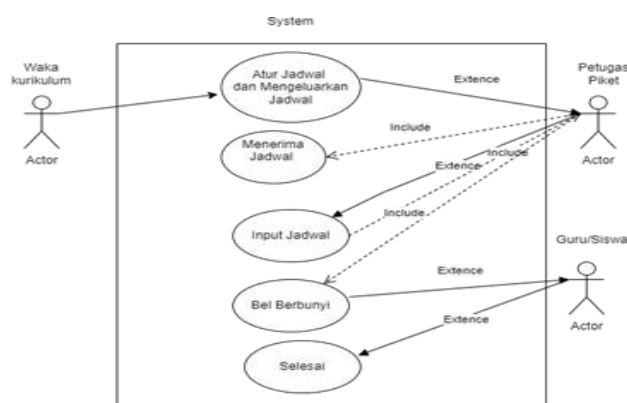 System
Waka
kurikulum
Actor
Atur Jadwal
dan Mengeluarkan
Jadwal
Extence
Petugas
Piket
Actor
Include
Menerima
Jadwal
Include
Extence
Include
Input Jadwal
Guru/Siswa
Actor
Extence
Bel Berbunyi
Extence
Selesai